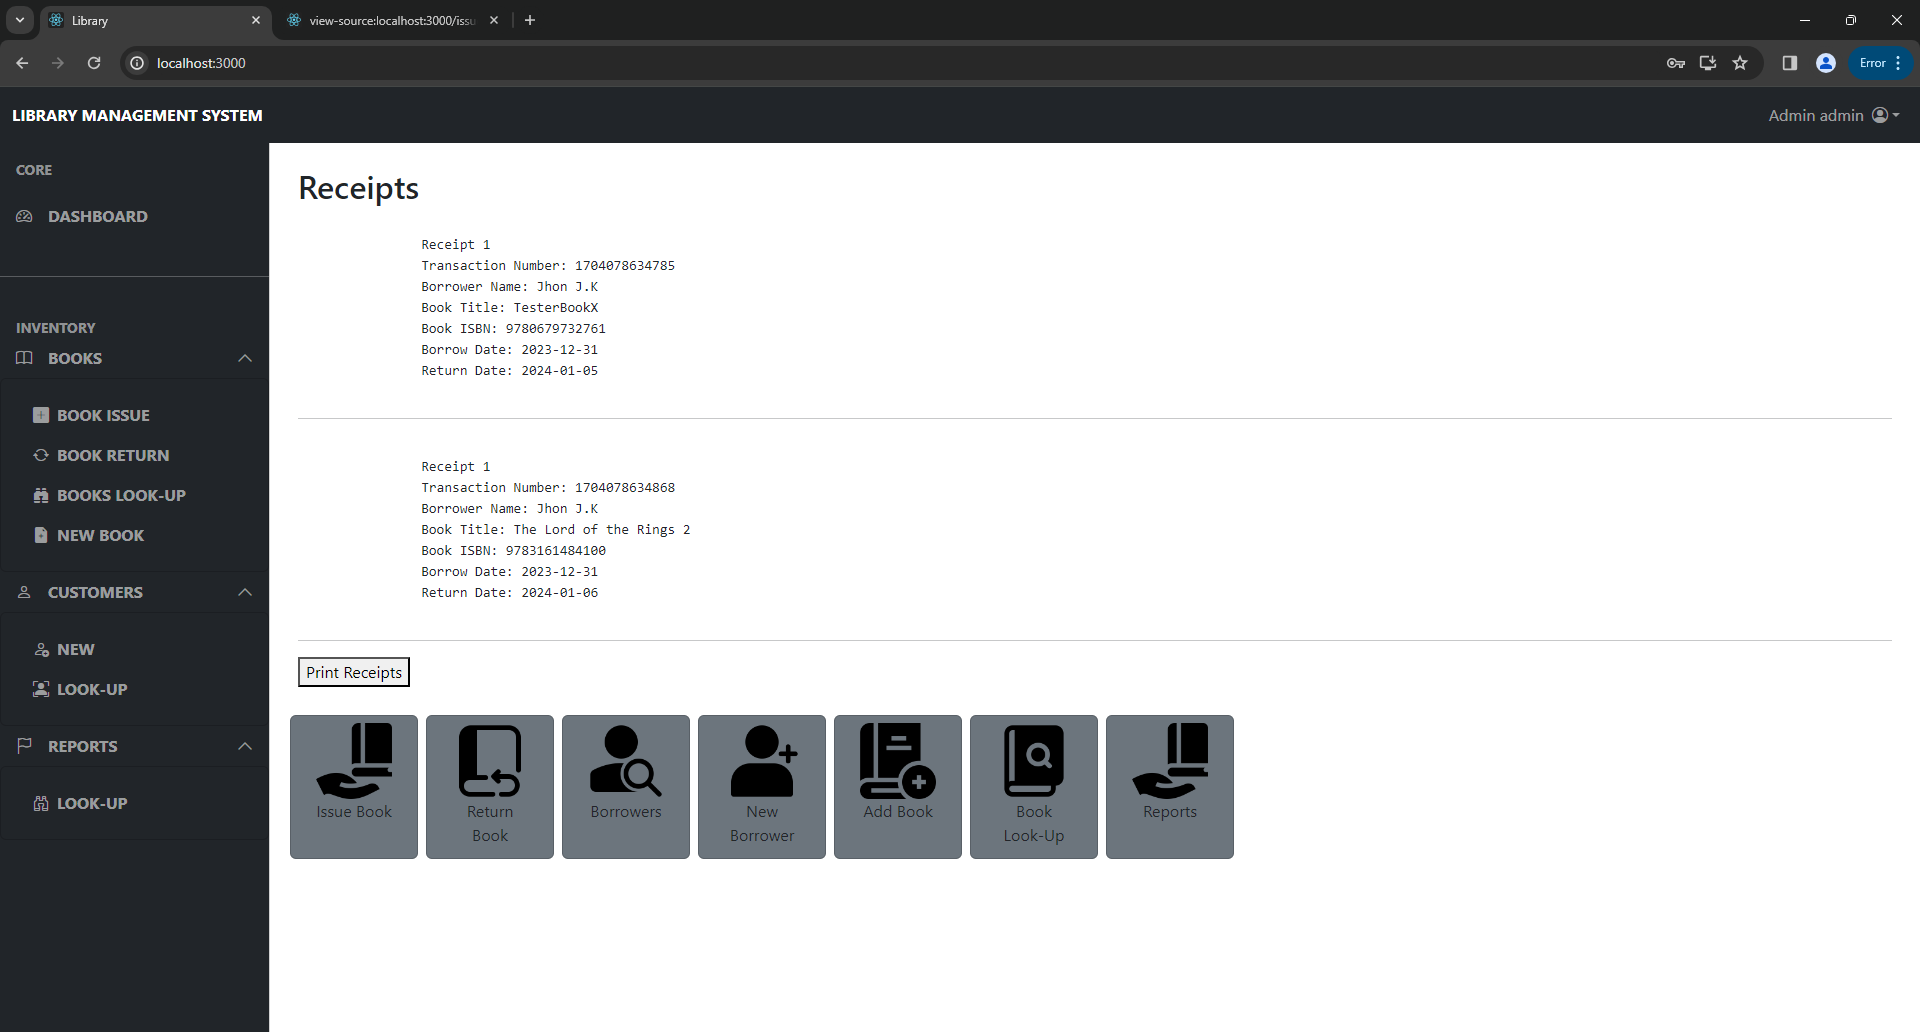 Library
view-source:localhost:3000/issu
localhost:3000
Error
LIBRARY MANAGEMENT SYSTEM
Admin admin
CORE
DASHBOARD
INVENTORY
BOOKS
BOOK ISSUE
BOOK RETURN
BOOKS LOOK-UP
NEW BOOK
CUSTOMERS
NEW
LOOK-UP
REPORTS
LOOK-UP
Receipts
Receipt 1
Transaction Number: 1704078634785
Borrower Name: Jhon J.K
Book Title: TesterBookX
Book ISBN: 9780679732761
Borrow Date: 2023-12-31
Return Date: 2024-01-05
Receipt 1
Transaction Number: 1704078634868
Borrower Name: Jhon J.K
Book Title: The Lord of the Rings 2
Book ISBN: 9783161484100
Borrow Date: 2023-12-31
Return Date: 2024-01-06
Print Receipts
Issue Book
Return
Book
Borrowers
New
Borrower
Add Book
Book
Look-Up
Reports